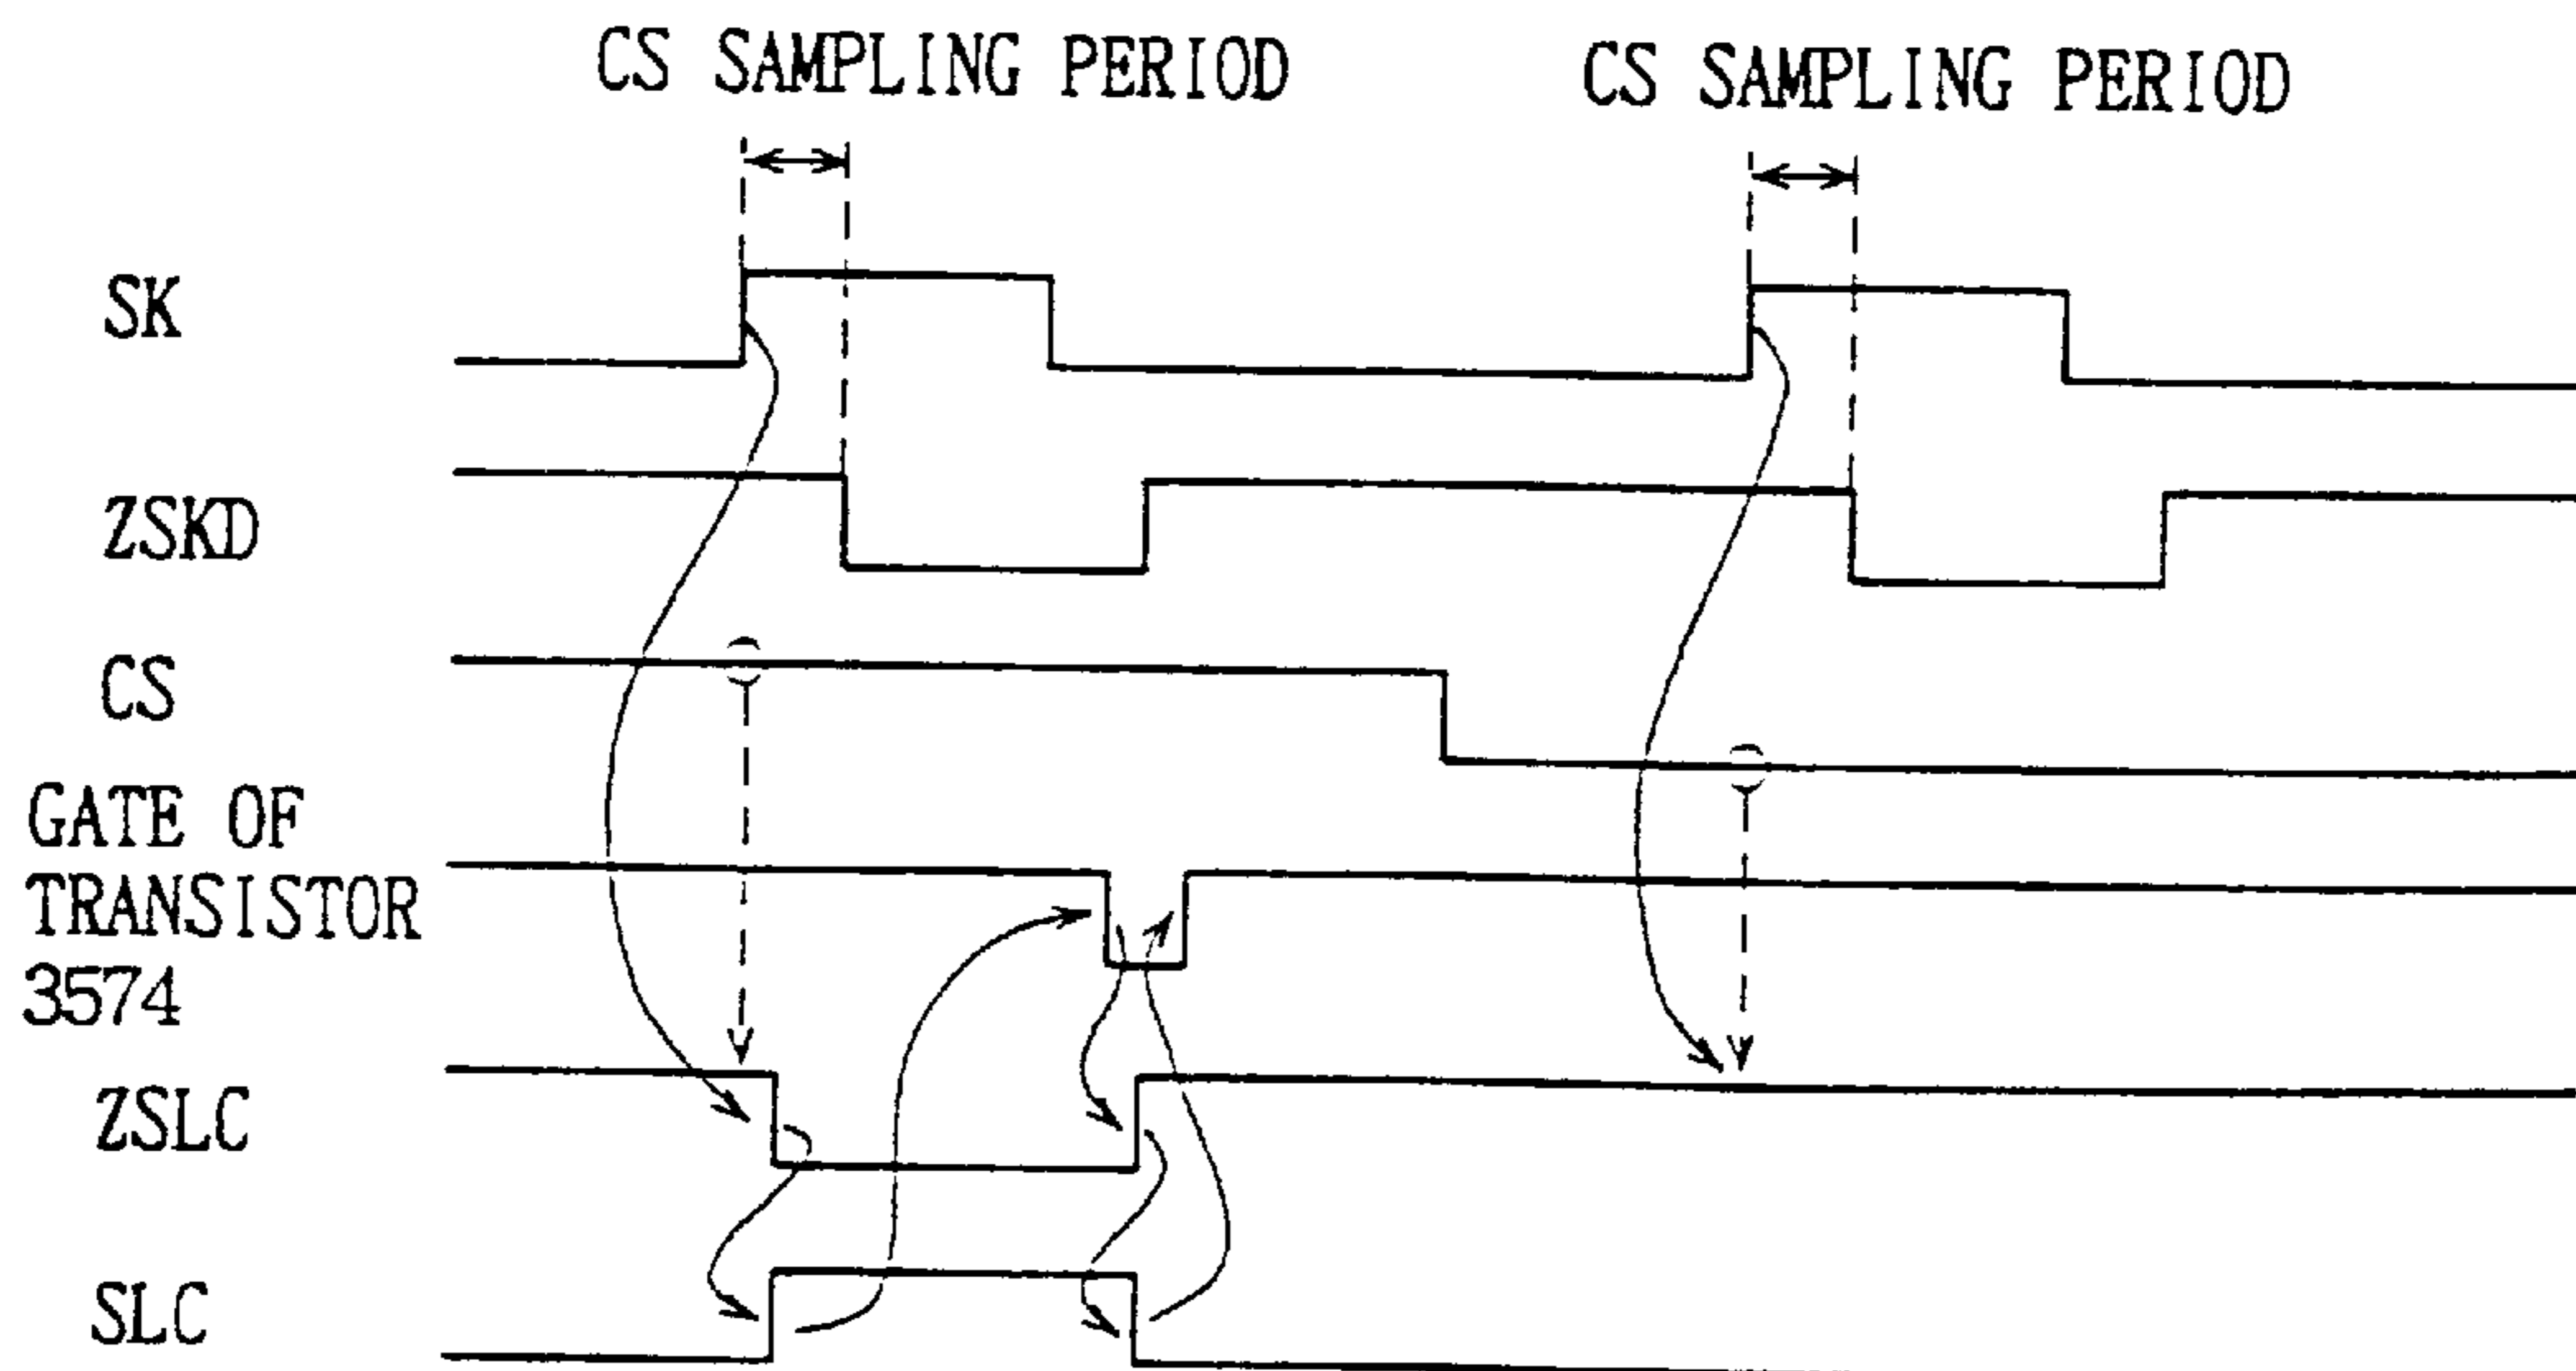 CS SAMPLING PERIOD
CS SAMPLING PERIOD
SK
ZSKD
CS
GATE OF
TRANSISTOR
3574
ZSLC
SLC